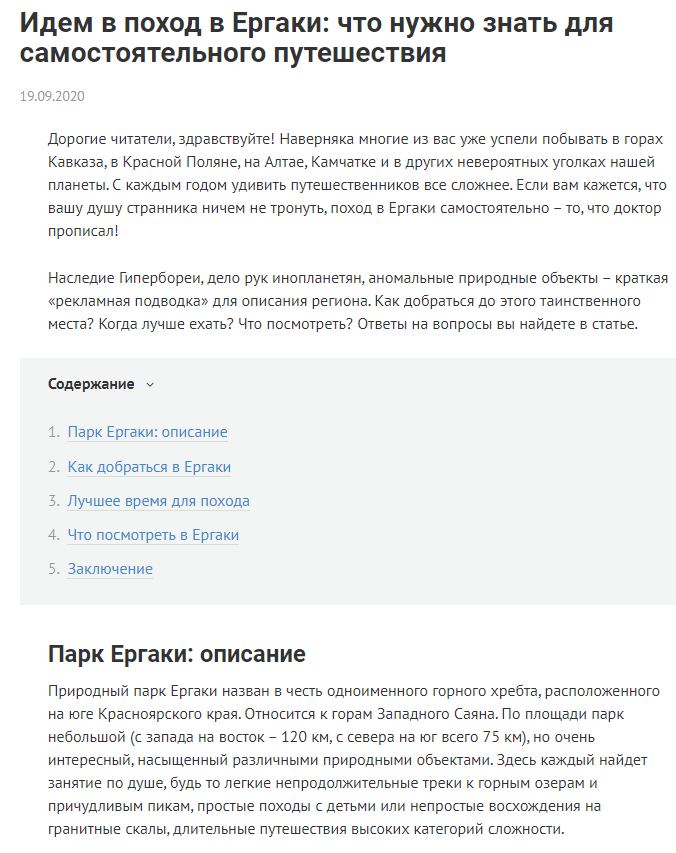 Идем в поход в Ергаки: что нужно знать для
самостоятельного путешествия
19.09.2020
Дорогие читатели, здравствуйте! Наверняка многие из вас уже успели побывать в горах
Кавказа, в Красной Поляне, на Алтае, Камчатке и в других невероятных уголках нашей
планеты. С каждым годом удивить путешественников все сложнее. Если вам кажется, что
вашу душу странника ничем не тронуть, поход в Ергаки самостоятельно – то, что доктор
прописал!
Наследие Гипербореи, дело рук инопланетян, аномальные природные объекты – краткая
«рекламная подводка» для описания региона. Как добраться до этого таинственного
места? Когда лучше ехать? Что посмотреть? Ответы на вопросы вы найдете в статье.
Содержание
1. Парк Ергаки: описание
2. Как добраться в Ергаки
3. Лучшее время для похода
4. Что посмотреть в Ергаки
5. Заключение
Парк Ергаки: описание
Природный парк Ергаки назван в честь одноименного горного хребта, расположенного
на юге Красноярского края. Относится к горам Западного Саяна. По площади парк
небольшой (с запада на восток – 120 км, с севера на юг всего 75 км), но очень
интересный, насыщенный различными природными объектами. Здесь каждый найдет
занятие по душе, будь то легкие непродолжительные треки к горным озерам и
причудливым пикам, простые походы с детьми или непростые восхождения на
гранитные скалы, длительные путешествия высоких категорий сложности.